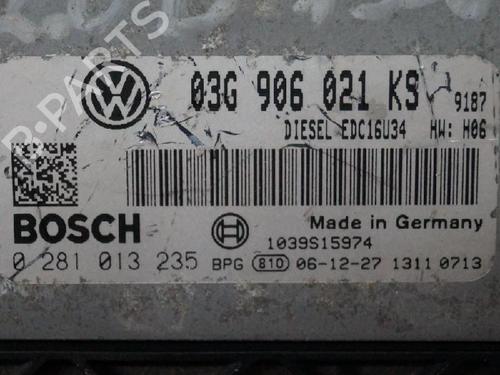 03G 906 021 KS 9187
DIESEL EDC16U34 HW: H06
BOSCH
Made in Germany
1039S15974
0 281 013 235 BPG 810 06-12-27 1311 0713